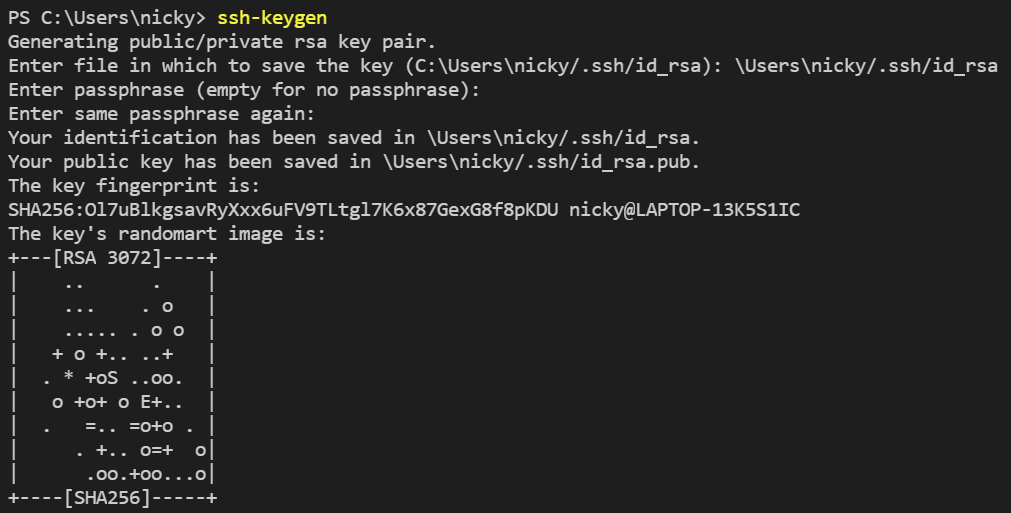 PS C:\Users\nicky> ssh-keygen
Generating public/private rsa key pair.
Enter file in which to save the key (C:\Users\nicky/.ssh/id_rsa): \Users\nicky/.ssh/id_rsa
Enter passphrase (empty for no passphrase):
Enter same passphrase again:
Your identification has been saved in \Users\nicky/.ssh/id_rsa.
Your public key has been saved in \Users\nicky/.ssh/id_rsa.pub.
The key fingerprint is:
SHA256:Ol7uBlkgsavRyXxx6uFV9TLtgl7K6x87GexG8f8pKDU nicky@LAPTOP-13K5S1IC
The key's randomart image is:
+---[RSA 3072]----+
|    ..      .    |
|    ...    . o   |
|    ..... . o o  |
|   + o +.. ..+   |
|  . * +oS ..oo.  |
|   o +o+ o E+..  |
|  .   =.. =o+o . |
|     . +.. o=+  o|
|      .oo.+oo...o|
+----[SHA256]-----+